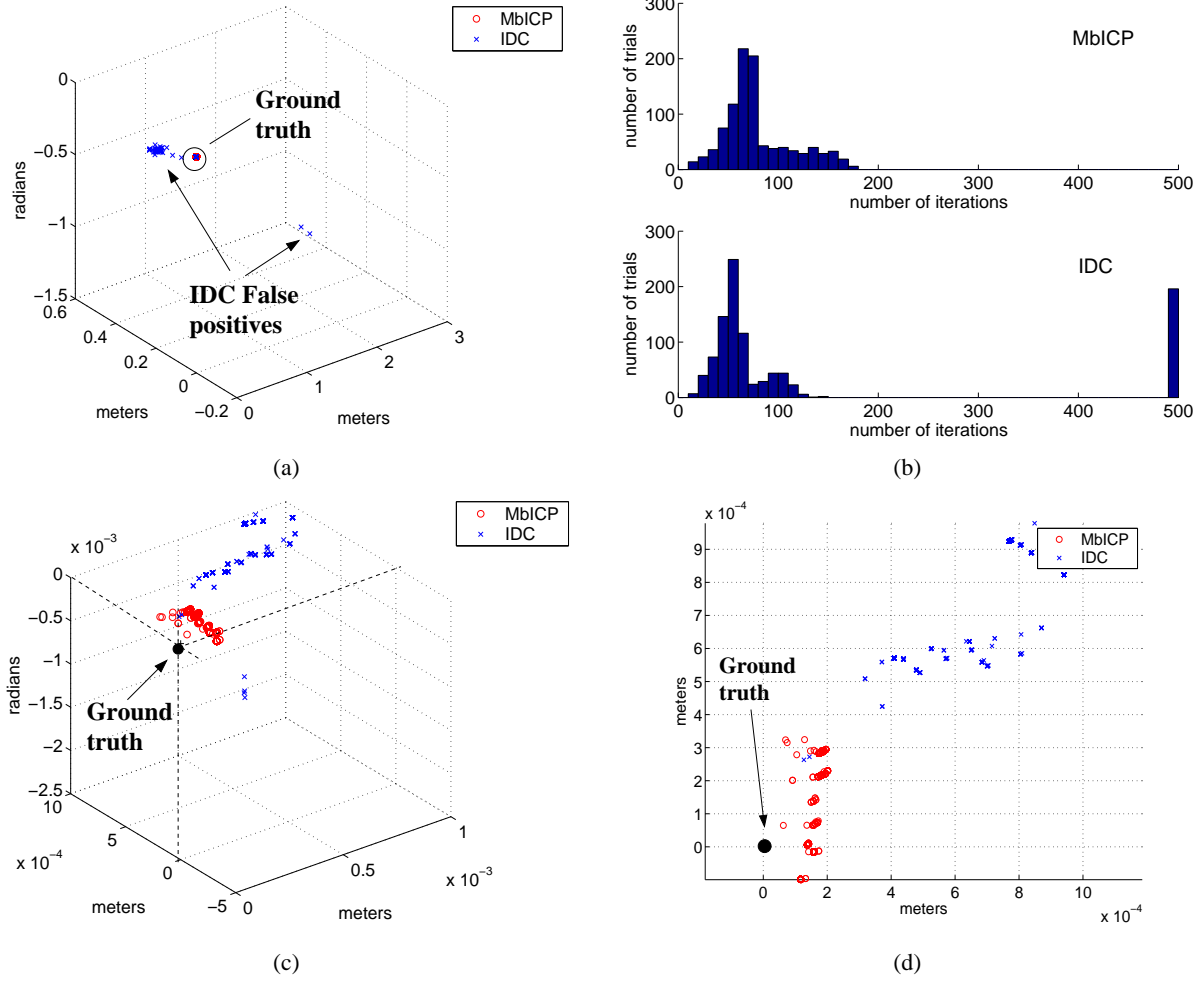 MbICP
IDC
0
−0.5
−1
−1.5
radians
0.6
0.4
0.2
0
−0.2
meters
0
1
2
3
meters
Ground
truth
IDC False
positives
(a)
300
200
100
0
number of trials
MbICP
0
100
200
300
400
500
number of iterations
300
200
100
0
number of trials
IDC
0
100
200
300
400
500
number of iterations
(b)
MbICP
IDC
x 10−3
0
−0.5
−1
−1.5
−2
−2.5
radians
10
5
0
−5
x 10−4
meters
0
0.5
1
x 10−3
meters
Ground
truth
(c)
x 10−4
MbICP
IDC
9
8
7
6
5
4
3
2
1
0
meters
Ground
truth
0
2
4
6
8
10
meters
x 10−4
(d)